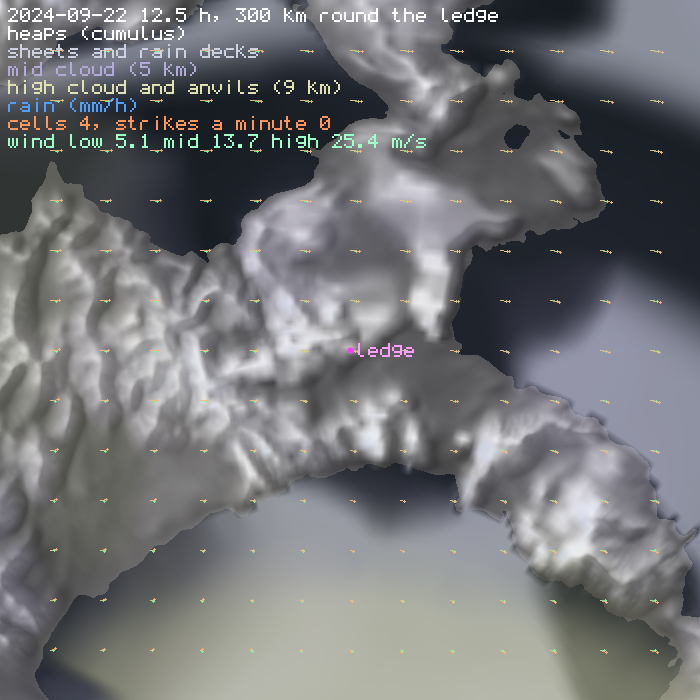 2024-09-22 12.5 h, 300 km round the ledge
heaps (cumulus)
sheets and rain decks
mid cloud (5 km)
high cloud and anvils (9 km)
rain (mm/h)
cells 4, strikes a minute 0
wind low 5.1 mid 13.7 high 25.4 m/s
ledge